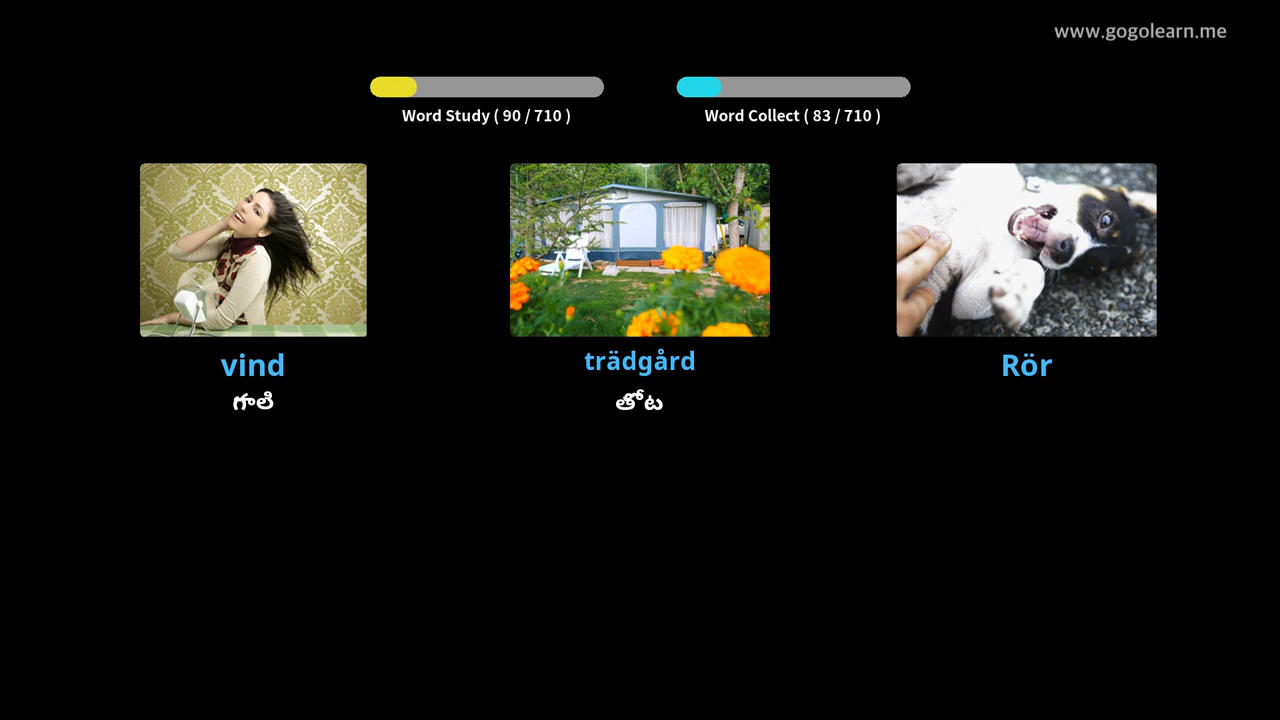 www.gogolearn.me
Word Study ( 90 / 710 )
Word Collect ( 83 / 710 )
vind
గాలి
trädgård
తోట
Rör